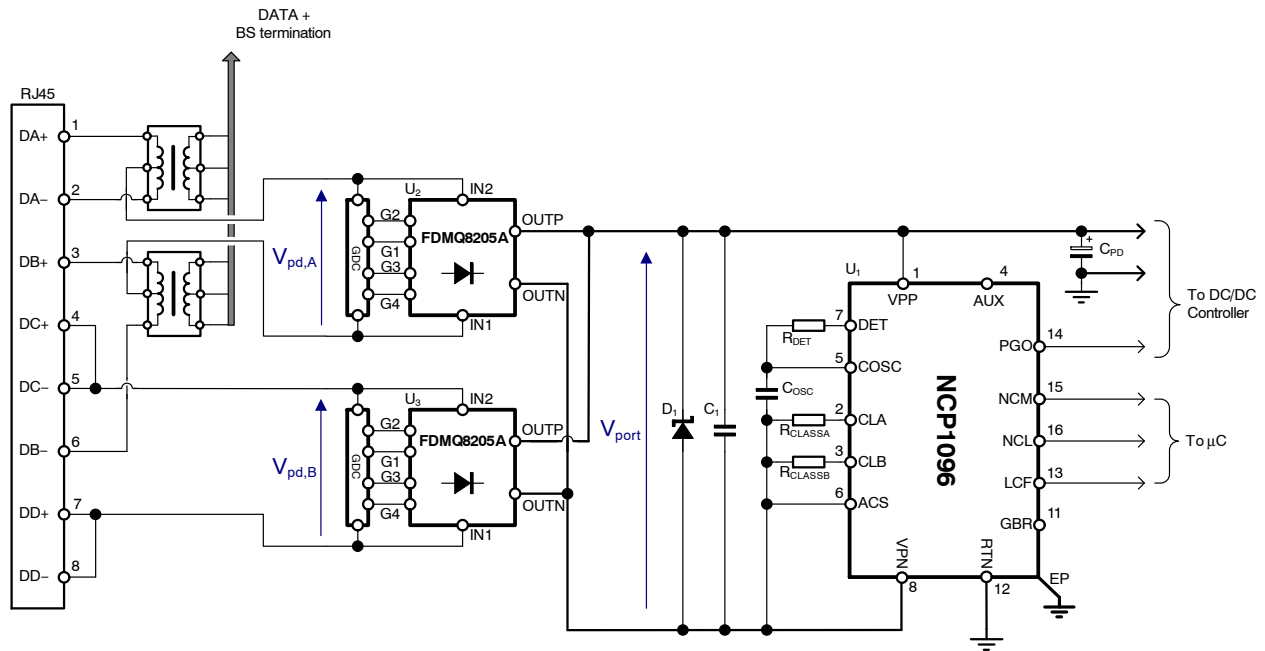 DATA +
BS termination
RJ45
DA+
1
DA−
2
DB+
3
DC+
4
DC−
5
DB−
6
DD+
7
DD−
8
Vpd,A
GDC
U2
IN2
G2
G1
G3
G4
FDMQ8205A
OUTP
OUTN
IN1
Vpd,B
GDC
U3
IN2
G2
G1
G3
G4
FDMQ8205A
OUTP
OUTN
IN1
Vport
D1
C1
RDET
COSC
RCLASSA
RCLASSB
U1
1
VPP
4
AUX
7
DET
5
COSC
2
CLA
3
CLB
6
ACS
NCP1096
PGO
14
NCM
15
NCL
16
LCF
13
GBR
11
VPN
8
RTN
12
EP
+
CPD
To DC/DC
Controller
To µC